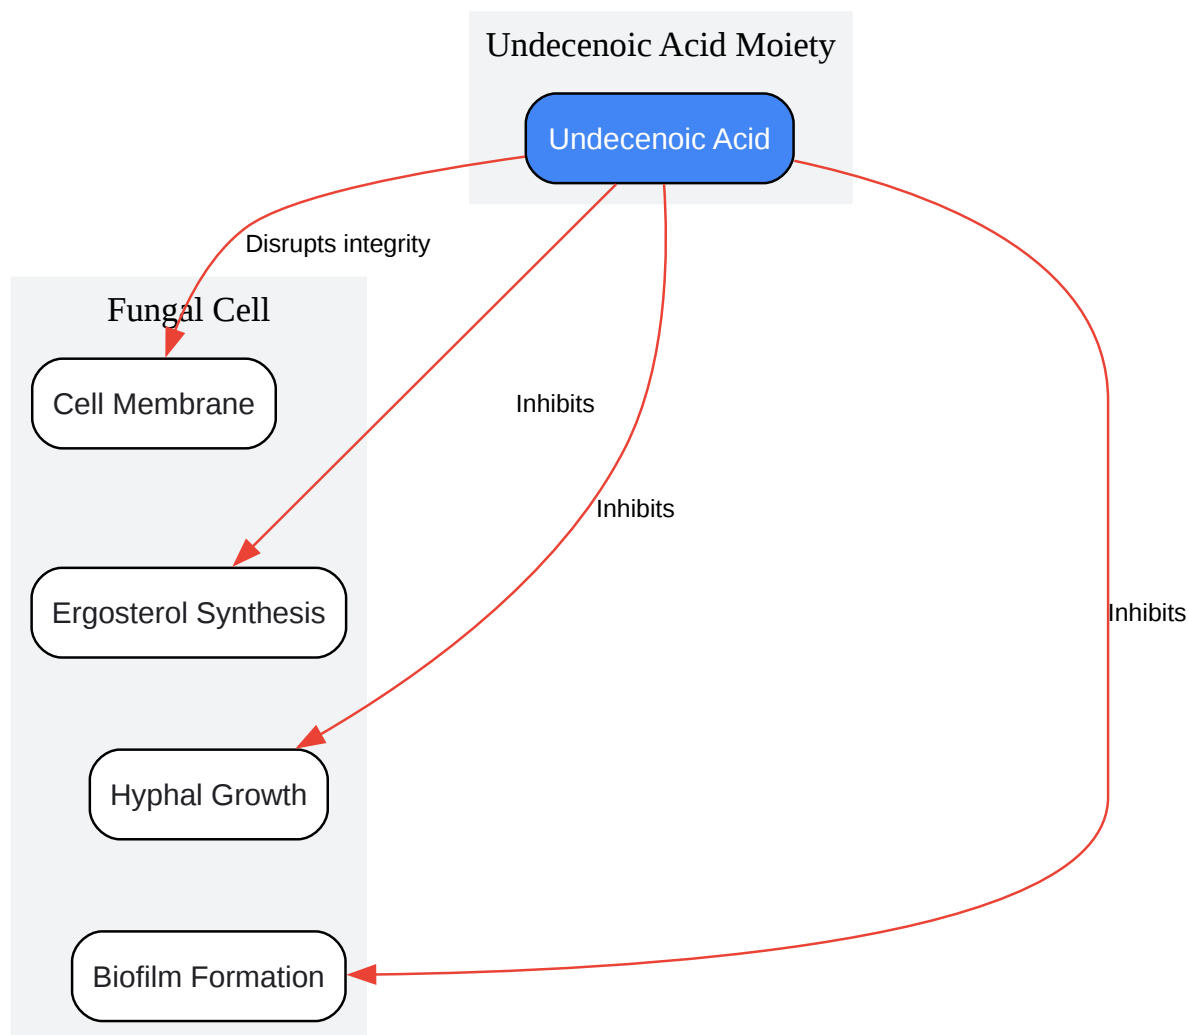 Undecenoic Acid Moiety
Undecenoic Acid
Disrupts integrity
Fungal Cell
Cell Membrane
Inhibits
Inhibits
Ergosterol Synthesis
Inhibits
Hyphal Growth
Biofilm Formation